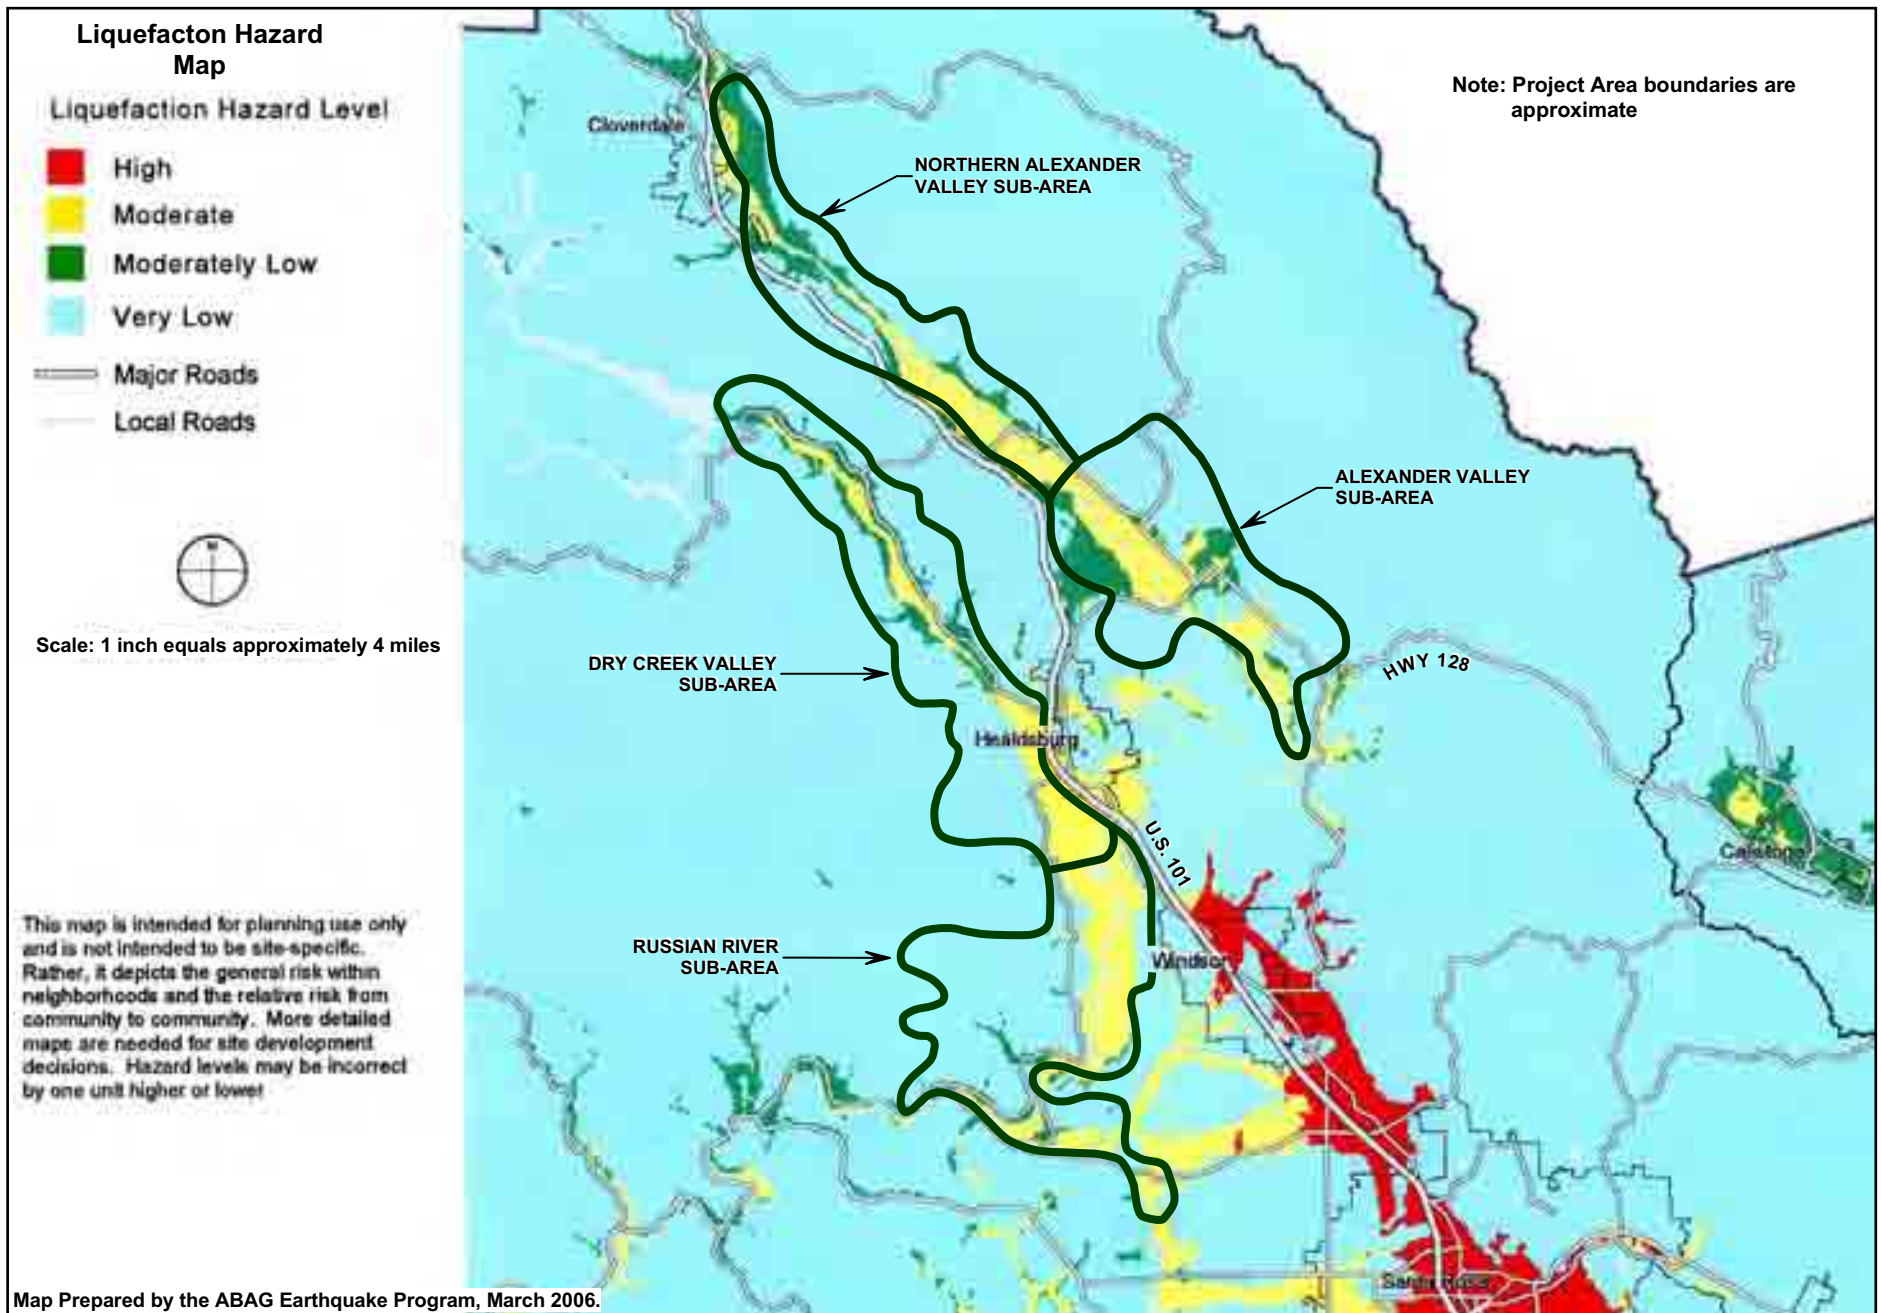 Liquefacton Hazard
Map
Liquefaction Hazard Level
High
Moderate
Moderately Low
Very Low
Major Roads
Local Roads
N
Scale: 1 inch equals approximately 4 miles
This map is intended for planning use only
and is not intended to be site-specific.
Rather, it depicts the general risk within
neighborhoods and the relative risk from
community to community. More detailed
maps are needed for site development
decisions. Hazard levels may be incorrect
by one unit higher or lower
Map Prepared by the ABAG Earthquake Program, March 2006.
Note: Project Area boundaries are
approximate
Cloverdale
NORTHERN ALEXANDER
VALLEY SUB-AREA
ALEXANDER VALLEY
SUB-AREA
DRY CREEK VALLEY
SUB-AREA
HWY 128
Healdsburg
U.S. 101
Calistoga
RUSSIAN RIVER
SUB-AREA
Windsor
Santa Rosa